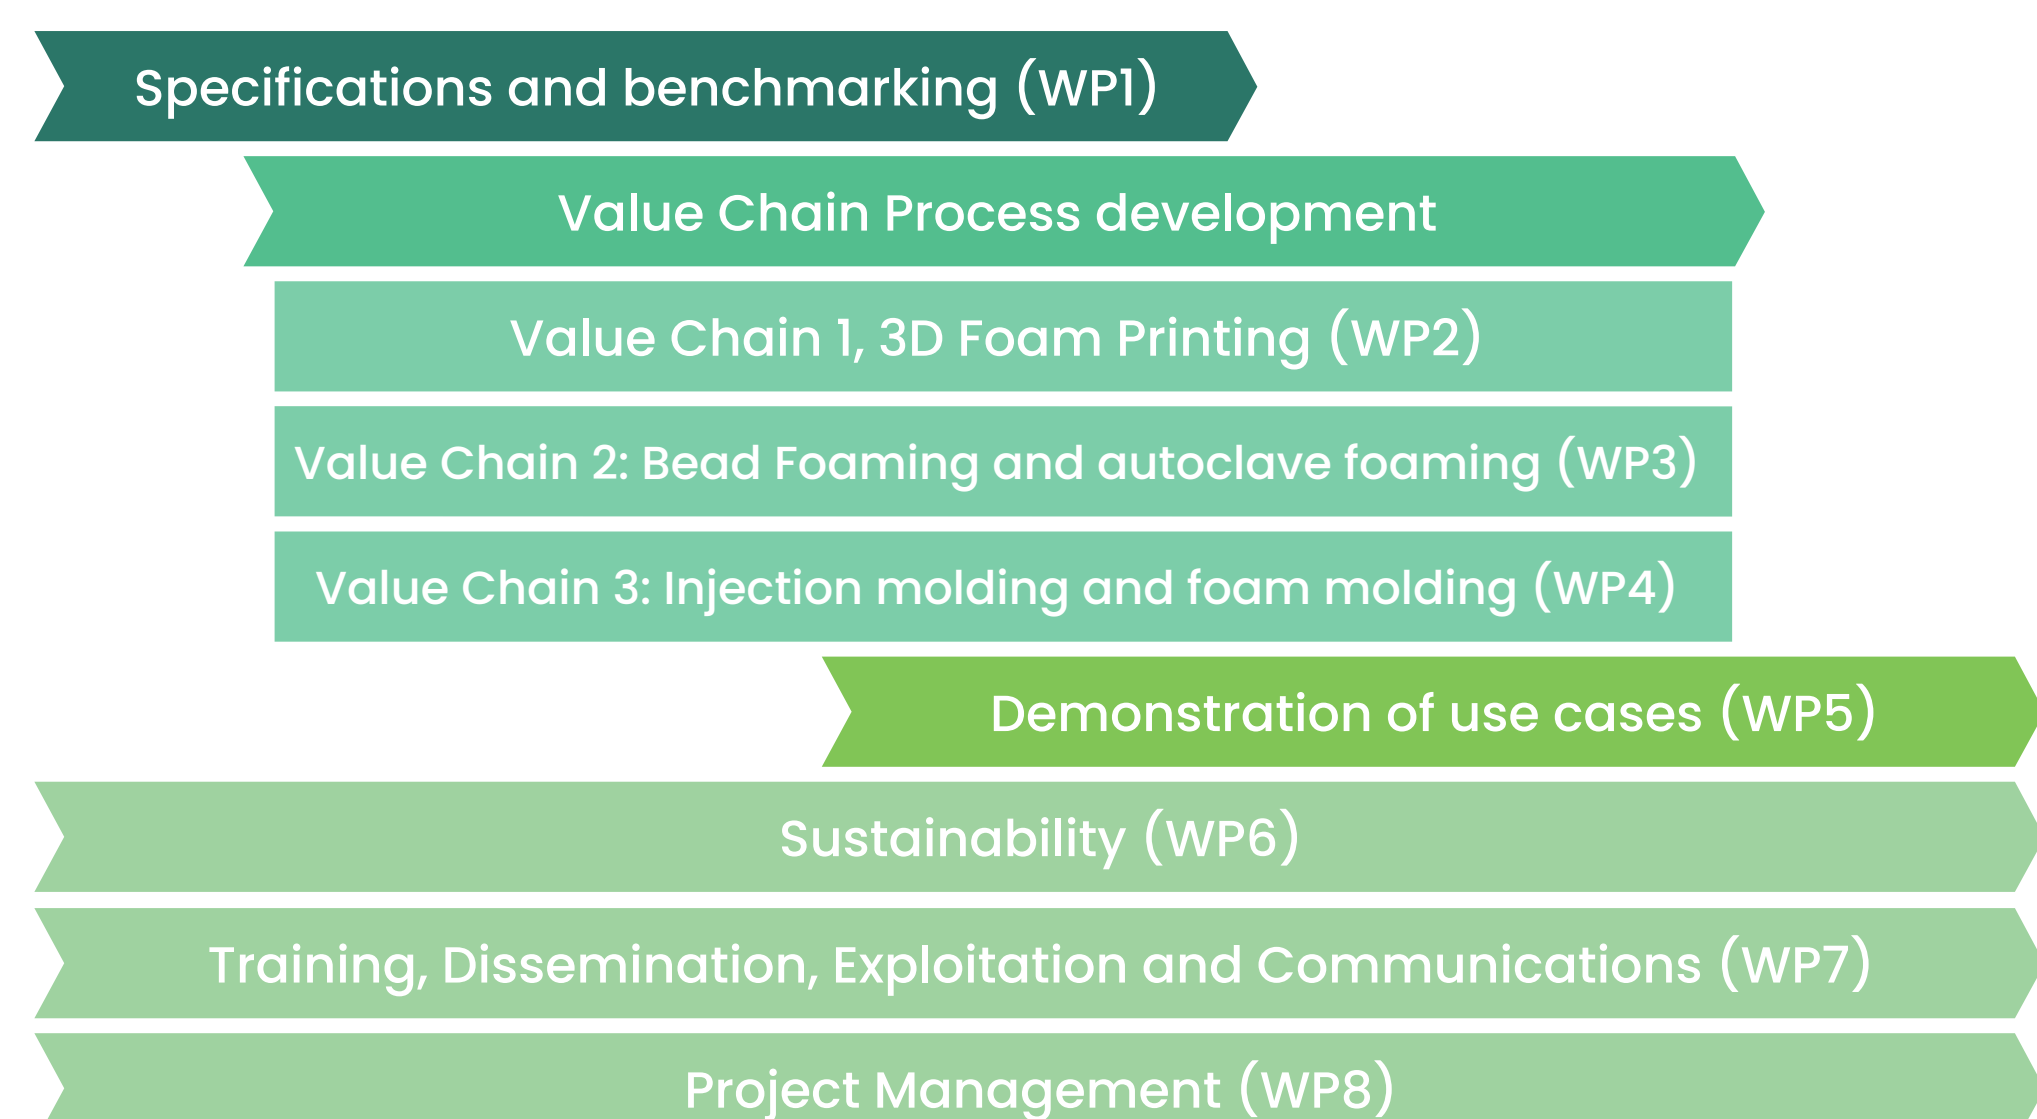 Specifications and benchmarking (WP1)
Value Chain Process development
Value Chain 1, 3D Foam Printing (WP2)
Value Chain 2: Bead Foaming and autoclave foaming (WP3)
Value Chain 3: Injection molding and foam molding (WP4)
Demonstration of use cases (WP5)
Sustainability (WP6)
Training, Dissemination, Exploitation and Communications (WP7)
Project Management (WP8)